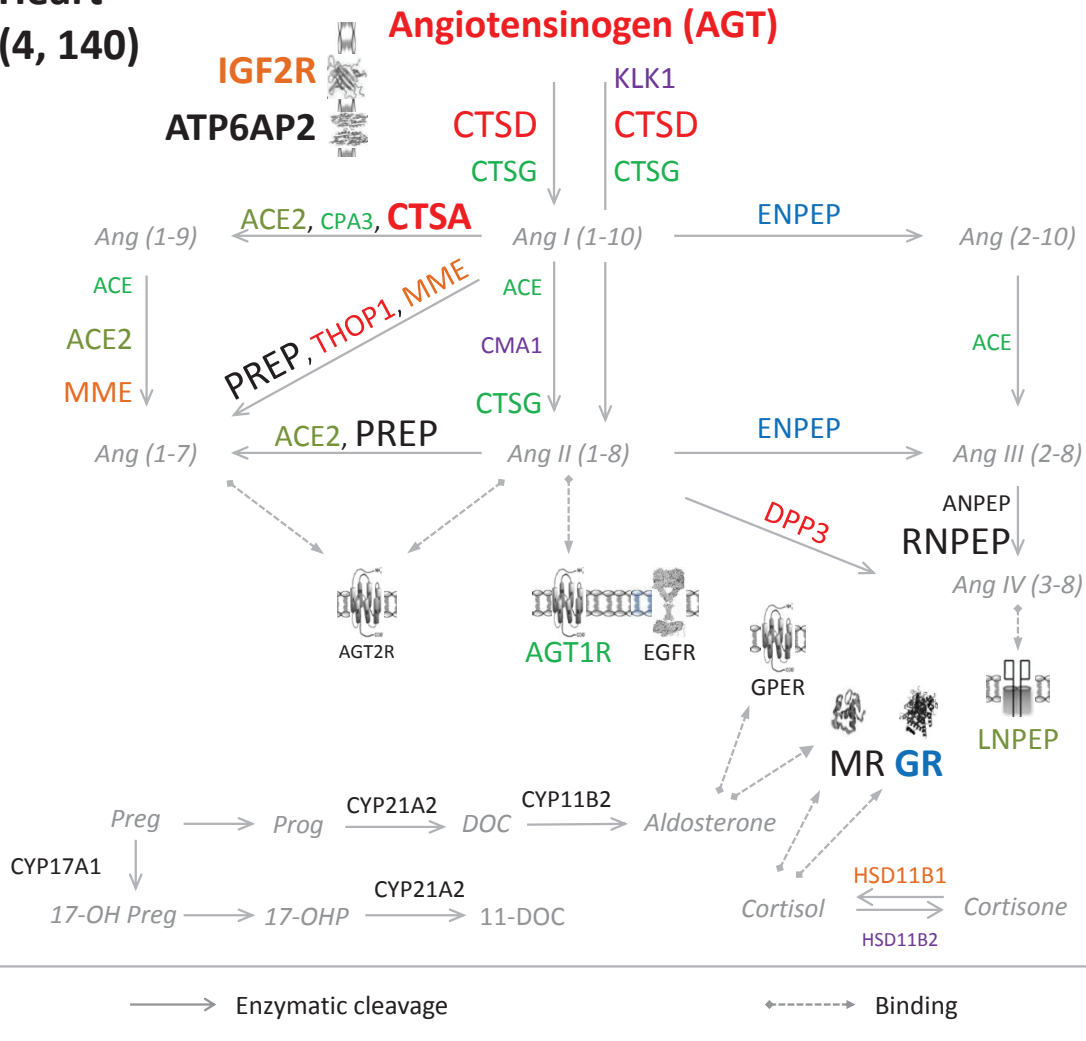 Heart
(4, 140)
Angiotensinogen (AGT)
IGF2R
ATP6AP2
KLK1
CTSD
CTSD
CTSG
CTSG
ACE2, CPA3, CTSA
ENPEP
Ang (1-9)
Ang I (1-10)
Ang (2-10)
ACE
ACE2
MME
PREP, THOP1, MME
ACE
CMA1
CTSG
ACE
ACE2, PREP
ENPEP
Ang (1-7)
Ang II (1-8)
Ang III (2-8)
ANPEP
RNPEP
DPP3
Ang IV (3-8)
AGT2R
AGT1R
EGFR
GPER
LNPEP
MR GR
Preg
Prog
CYP21A2
DOC
CYP11B2
Aldosterone
CYP17A1
17-OH Preg
17-OHP
CYP21A2
11-DOC
Cortisol
HSD11B1
HSD11B2
Cortisone
Enzymatic cleavage
Binding